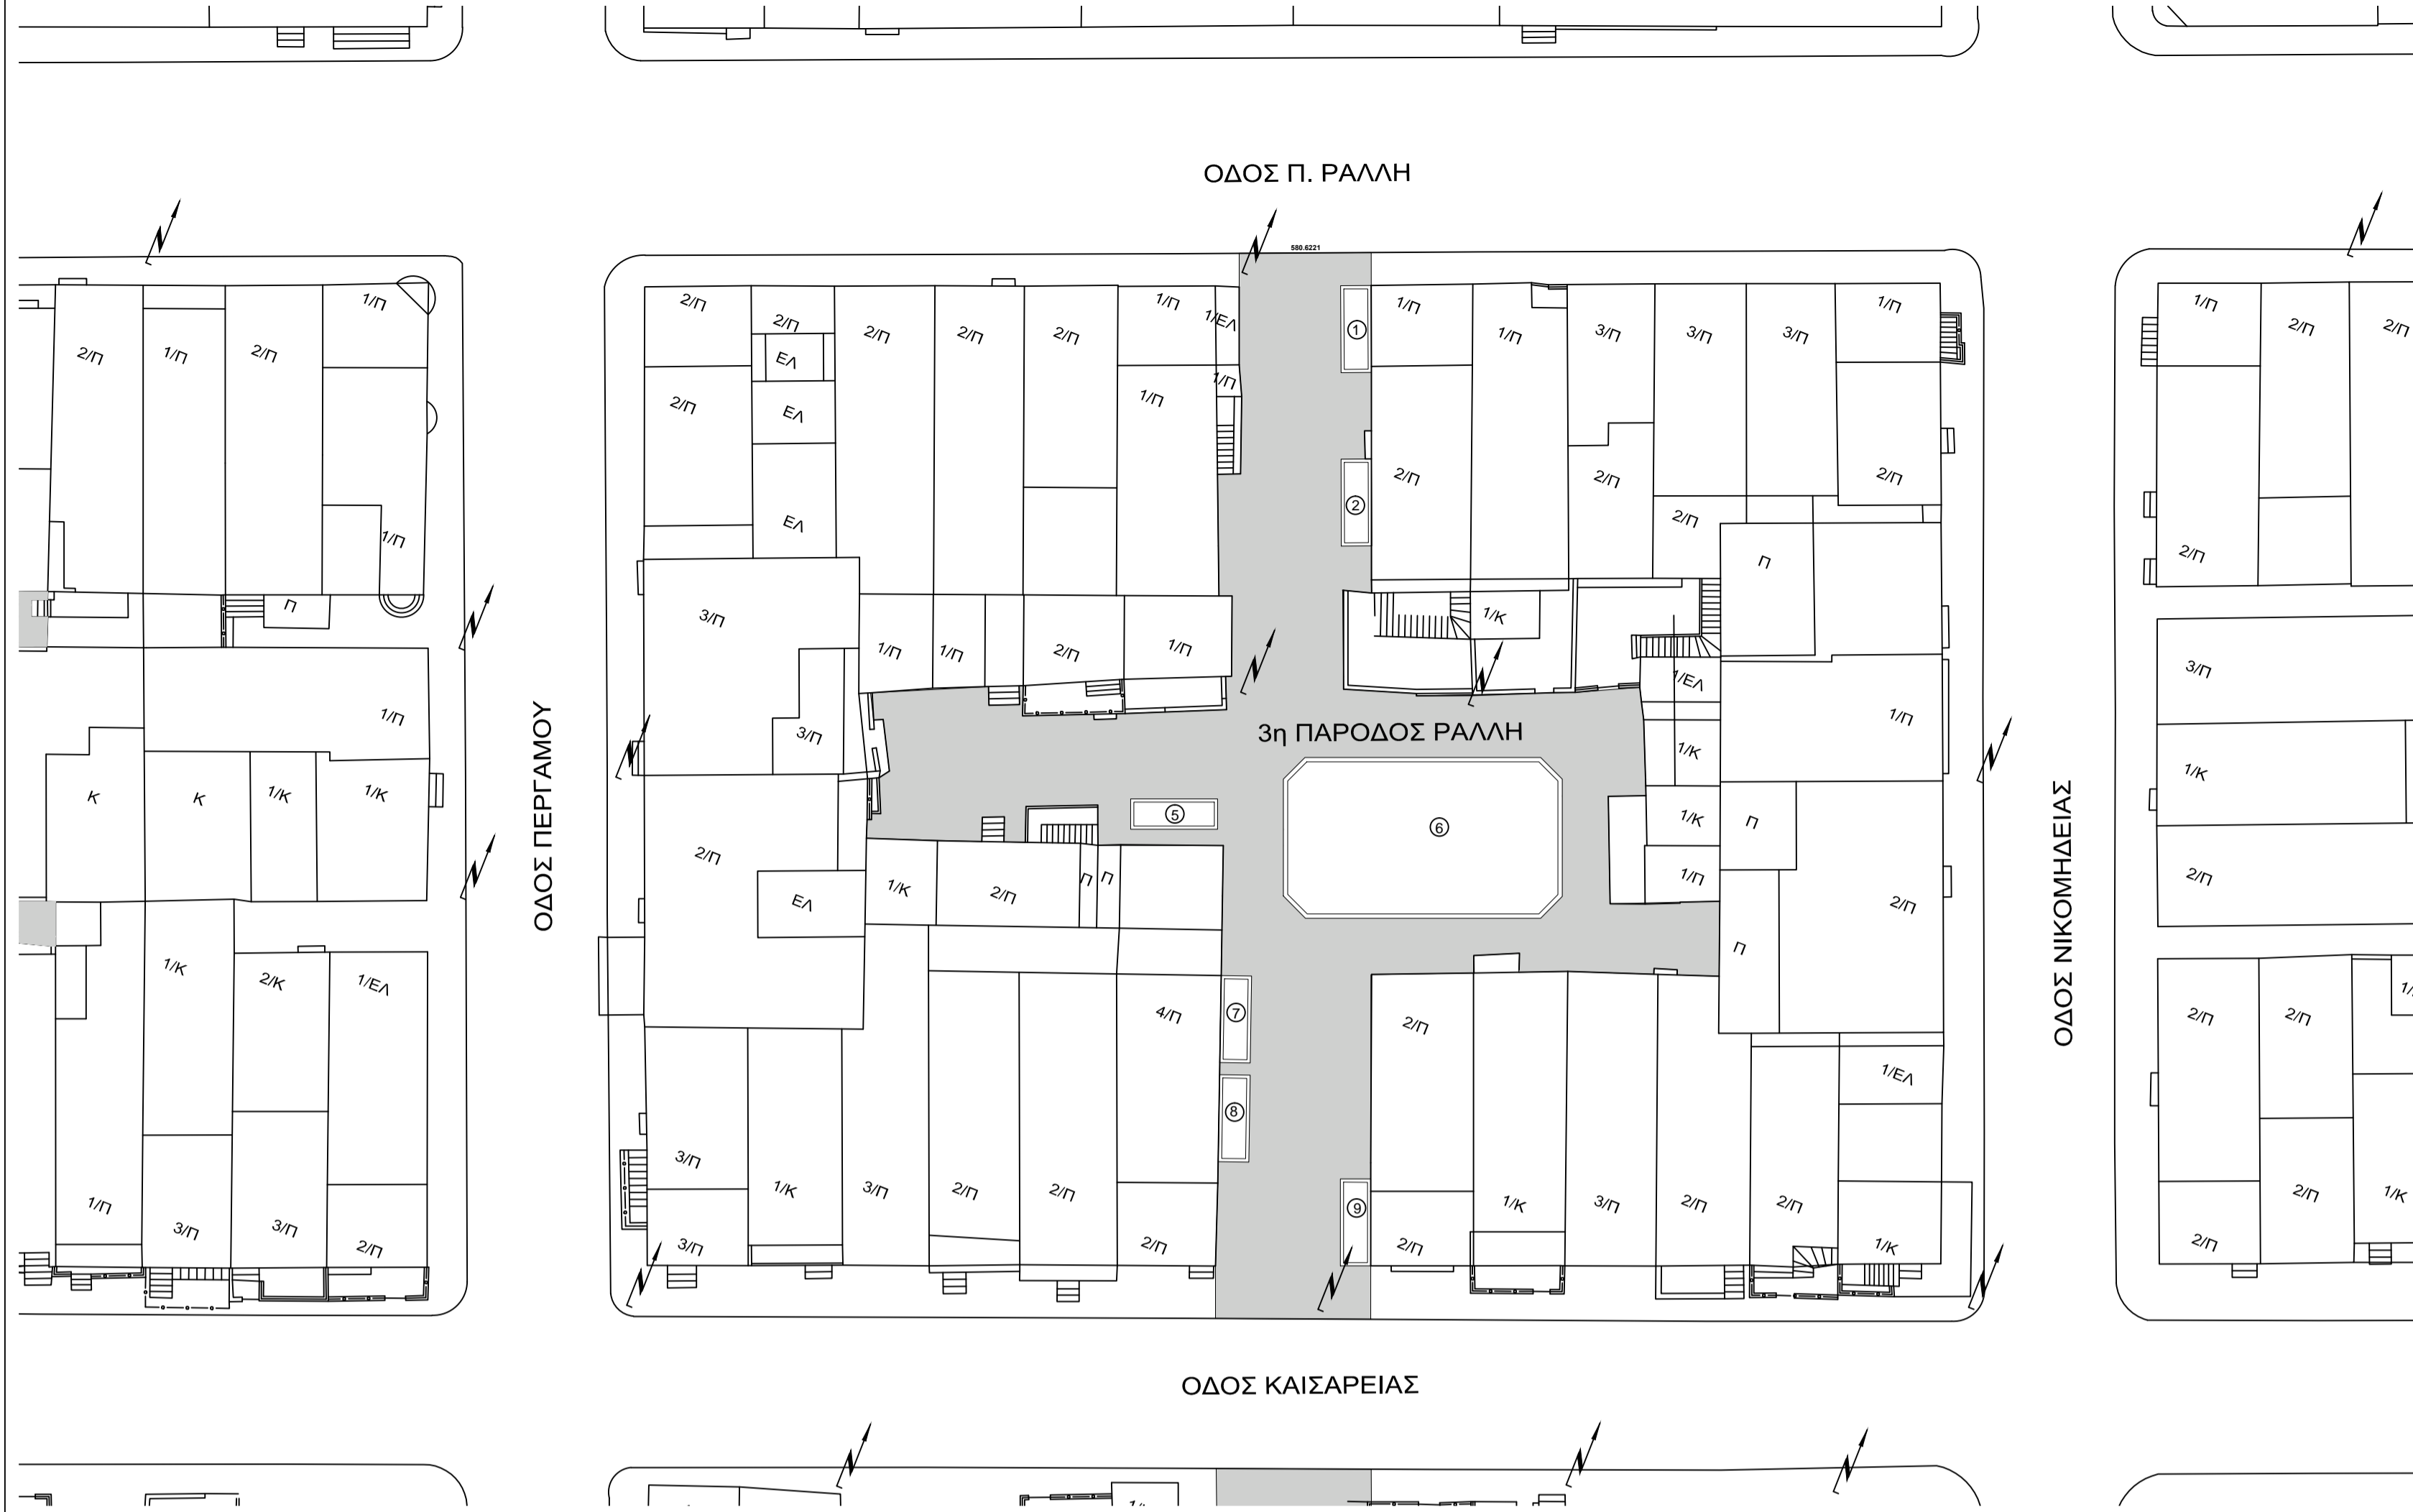 ΟΔΟΣ Π. ΡΑΛΛΗ
580.6221
2/Π 1/Π 2/Π 1/Π
1/Π
Π
1/Π
Κ Κ 1/Κ 1/Κ
1/Κ 2/Κ 1/ΕΛ
1/Π 3/Π 3/Π 2/Π
ΟΔΟΣ ΠΕΡΓΑΜΟΥ
2/Π 2/Π 2/Π 2/Π 2/Π 1/Π 1/ΕΛ
ΕΛ
2/Π ΕΛ 1/Π 1/Π
ΕΛ
3/Π 1/Π 1/Π 2/Π 1/Π
3/Π
2/Π
ΕΛ 1/Κ 2/Π Π Π
4/Π
3/Π 1/Κ 3/Π 2/Π 2/Π
3/Π 2/Π
1
2
3η ΠΑΡΟΔΟΣ ΡΑΛΛΗ
5
6
7
8
9
1/Π 1/Π 3/Π 3/Π 3/Π 1/Π
2/Π 2/Π 2/Π
2/Π
Π
1/Κ
1/ΕΛ
1/Π
1/Κ
1/Κ Π
1/Π 2/Π
Π
2/Π
1/ΕΛ
1/Κ 3/Π 2/Π 2/Π
2/Π 1/Κ
ΟΔΟΣ ΝΙΚΟΜΗΔΕΙΑΣ
1/Π 2/Π 2/Π
2/Π
3/Π
1/Κ
2/Π
2/Π 2/Π
2/Π 1/Κ
2/Π
ΟΔΟΣ ΚΑΙΣΑΡΕΙΑΣ